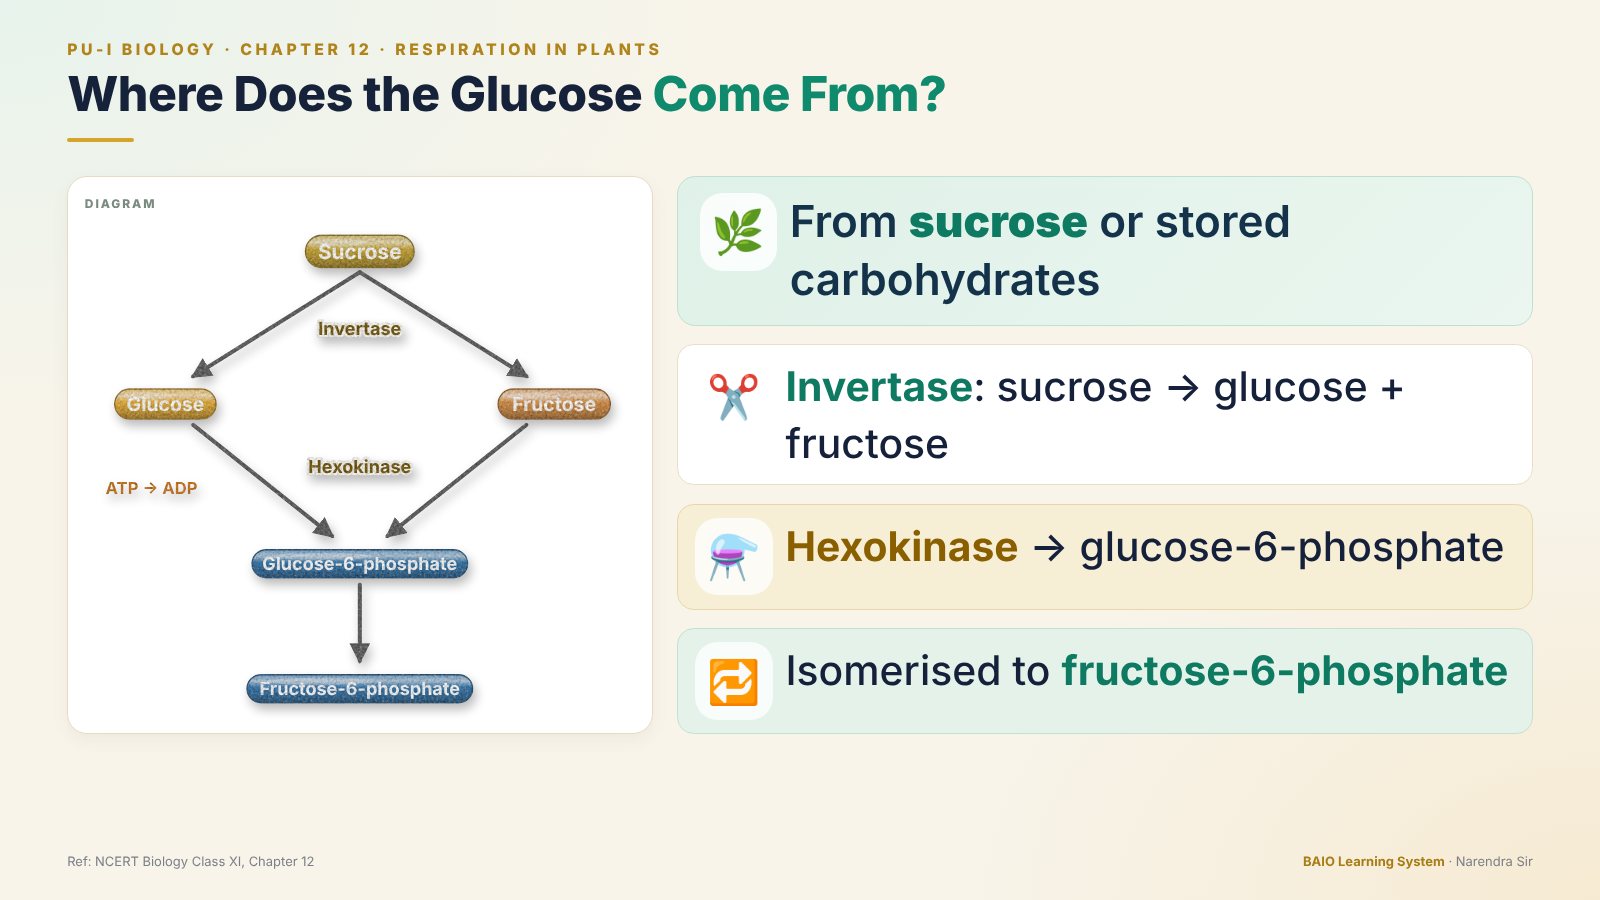 PU-I BIOLOGY · CHAPTER 12 · RESPIRATION IN PLANTS
Where Does the Glucose Come From?
DIAGRAM
Sucrose
Invertase
Glucose
Fructose
Hexokinase
ATP → ADP
Glucose-6-phosphate
Fructose-6-phosphate
From sucrose or stored
carbohydrates
Invertase: sucrose → glucose +
fructose
Hexokinase → glucose-6-phosphate
Isomerised to fructose-6-phosphate
Ref: NCERT Biology Class XI, Chapter 12
BAIO Learning System · Narendra Sir